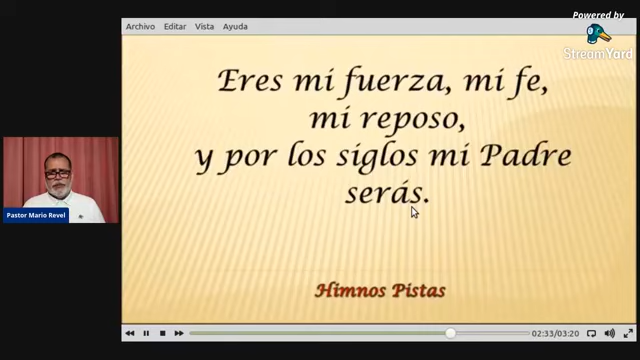 Powered by
StreamYard
Archivo Editar Vista Ayuda
Eres mi fuerza, mi fe,
mi reposo,
y por los siglos mi Padre
serás.
Himnos Pistas
Pastor Mario Revel
02:33/03:20